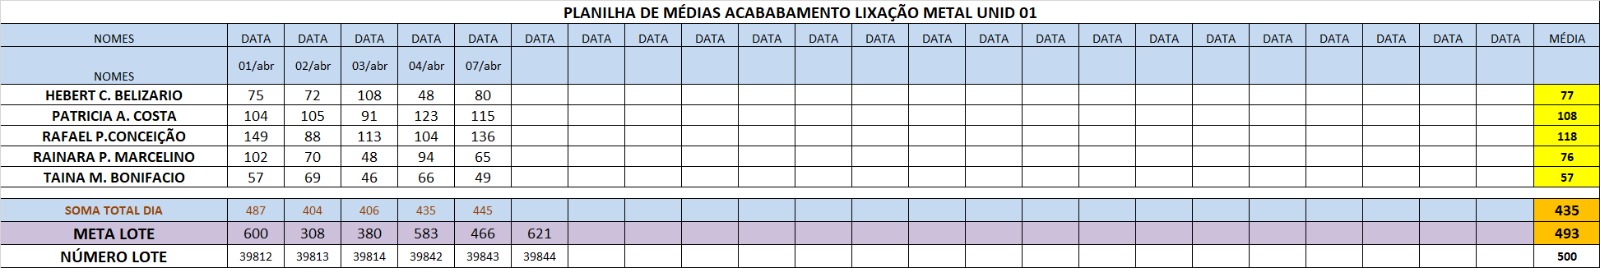 PLANILHA DE MÉDIAS ACABABAMENTO LIXAÇÃO METAL UNID 01
NOMES DATA DATA DATA DATA DATA DATA DATA DATA DATA DATA DATA DATA DATA DATA DATA DATA DATA DATA DATA DATA DATA DATA DATA MÉDIA
NOMES 01/abr 02/abr 03/abr 04/abr 07/abr
HEBERT C. BELIZARIO 75 72 108 48 80 77
PATRICIA A. COSTA 104 105 91 123 115 108
RAFAEL P.CONCEIÇÃO 149 88 113 104 136 118
RAINARA P. MARCELINO 102 70 48 94 65 76
TAINA M. BONIFACIO 57 69 46 66 49 57
SOMA TOTAL DIA 487 404 406 435 445 435
META LOTE 600 308 380 583 466 621 493
NÚMERO LOTE 39812 39813 39814 39842 39843 39844 500